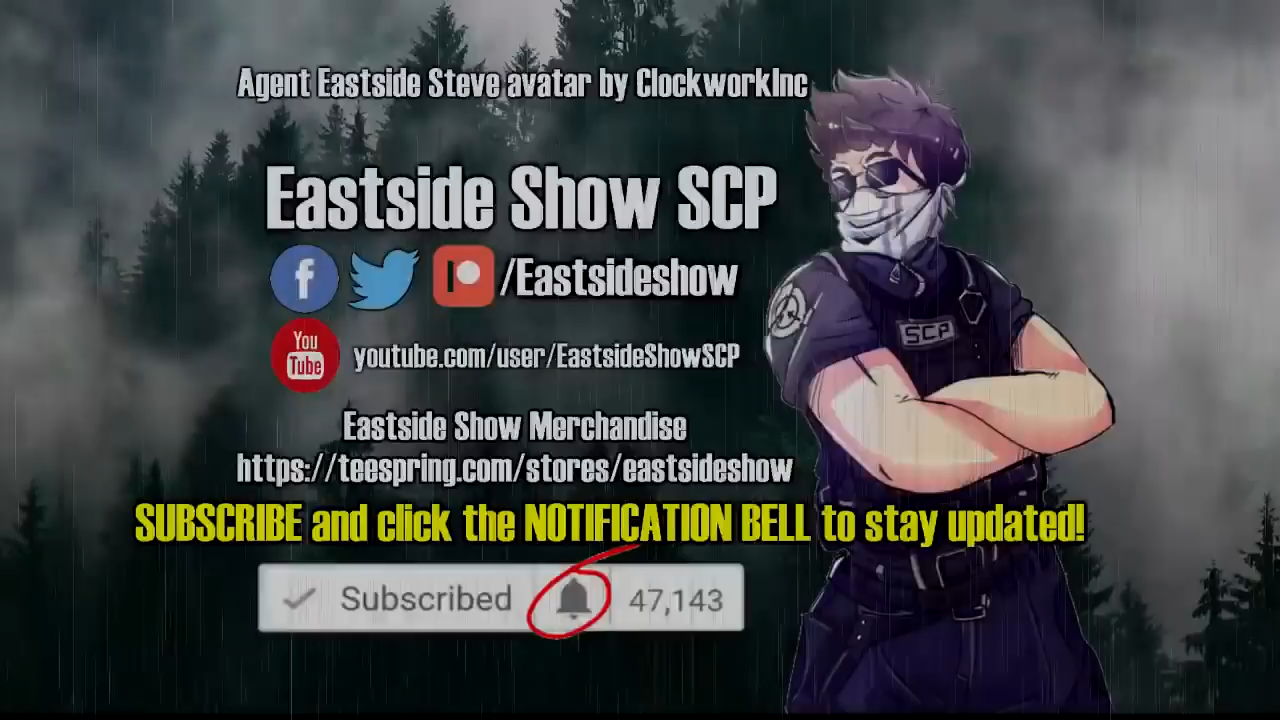 Agent Eastside Steve avatar by ClockworkInc
Eastside Show SCP
f /Eastsideshow
You Tube youtube.com/user/EastsideShowSCP
SCP
Eastside Show Merchandise
https://teespring.com/stores/eastsideshow
SUBSCRIBE and click the NOTIFICATION BELL to stay updated!
Subscribed 47,143